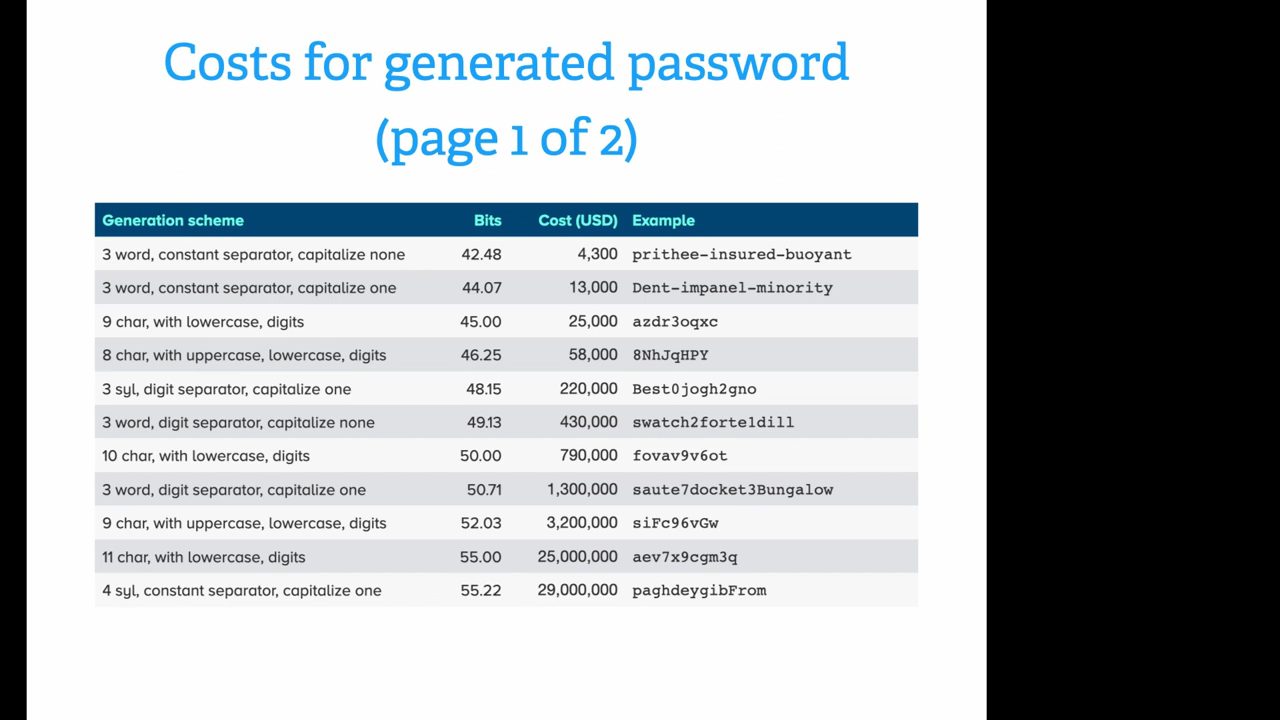 Costs for generated password
(page 1 of 2)
Generation scheme Bits Cost (USD) Example
3 word, constant separator, capitalize none 42.48 4,300 prithee-insured-buoyant
3 word, constant separator, capitalize one 44.07 13,000 Dent-impanel-minority
9 char, with lowercase, digits 45.00 25,000 azdr3oqxc
8 char, with uppercase, lowercase, digits 46.25 58,000 8NhJqHPY
3 syl, digit separator, capitalize one 48.15 220,000 Best0jogh2gno
3 word, digit separator, capitalize none 49.13 430,000 swatch2forte1dill
10 char, with lowercase, digits 50.00 790,000 fovav9v6ot
3 word, digit separator, capitalize one 50.71 1,300,000 saute7docket3Bungalow
9 char, with uppercase, lowercase, digits 52.03 3,200,000 siFc96vGw
11 char, with lowercase, digits 55.00 25,000,000 aev7x9cgm3q
4 syl, constant separator, capitalize one 55.22 29,000,000 paghdeygibFrom